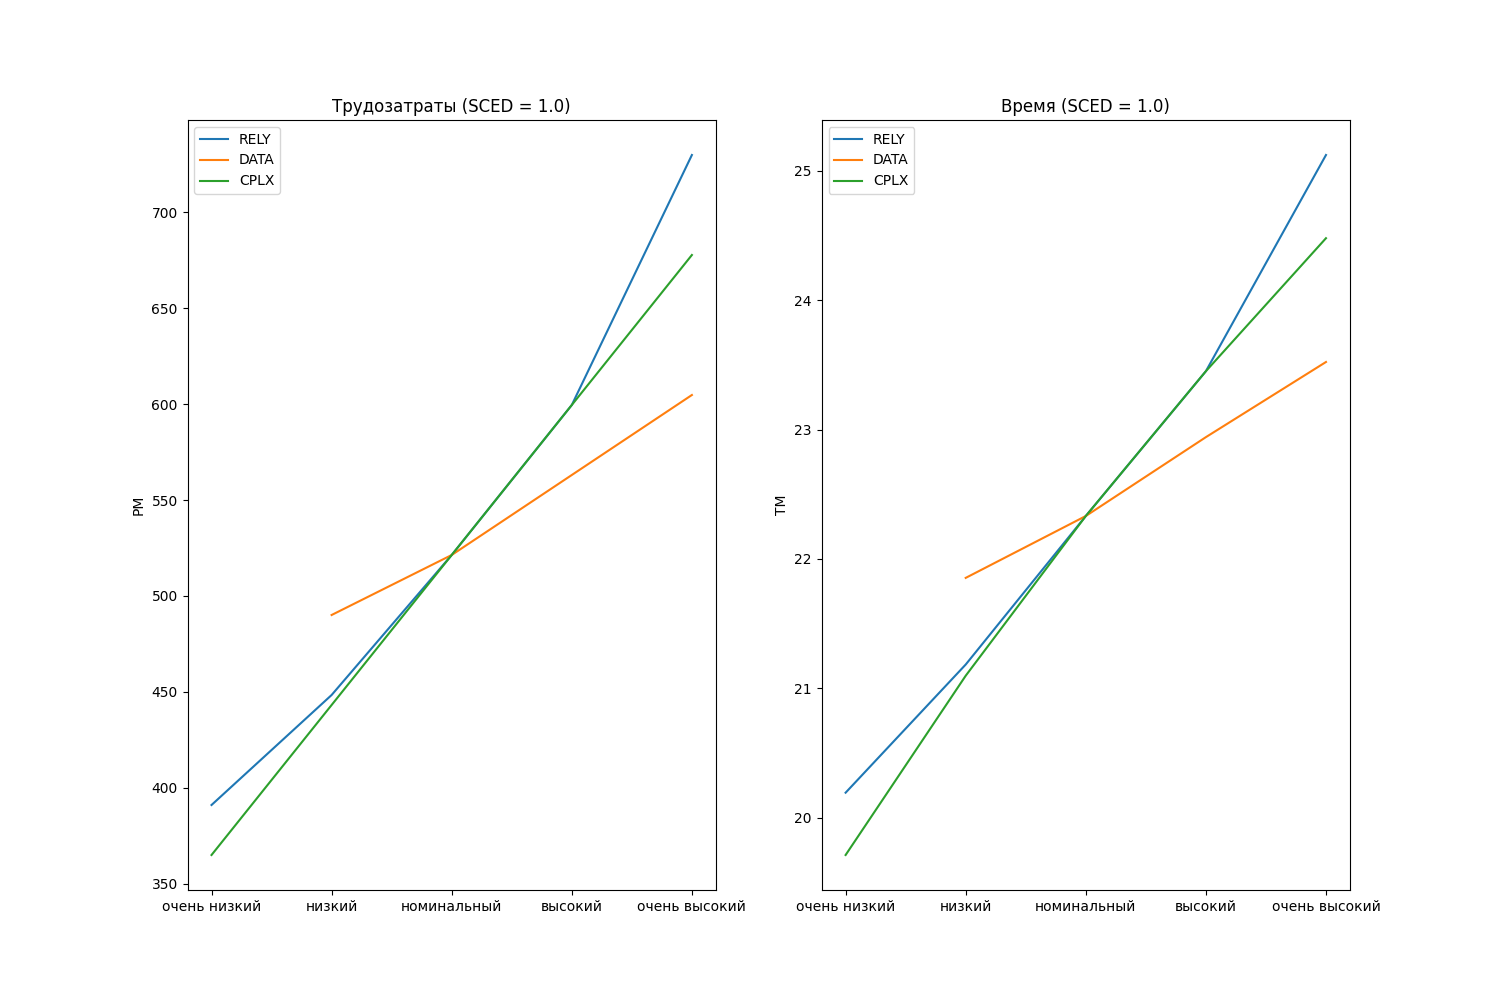 Трудозатраты (SCED = 1.0)
RELY
DATA
CPLX
700
650
600
550
500
450
400
350
PM
очень низкий
низкий
номинальный
высокий
очень высокий
Время (SCED = 1.0)
RELY
DATA
CPLX
25
24
23
22
21
20
TM
очень низкий
низкий
номинальный
высокий
очень высокий